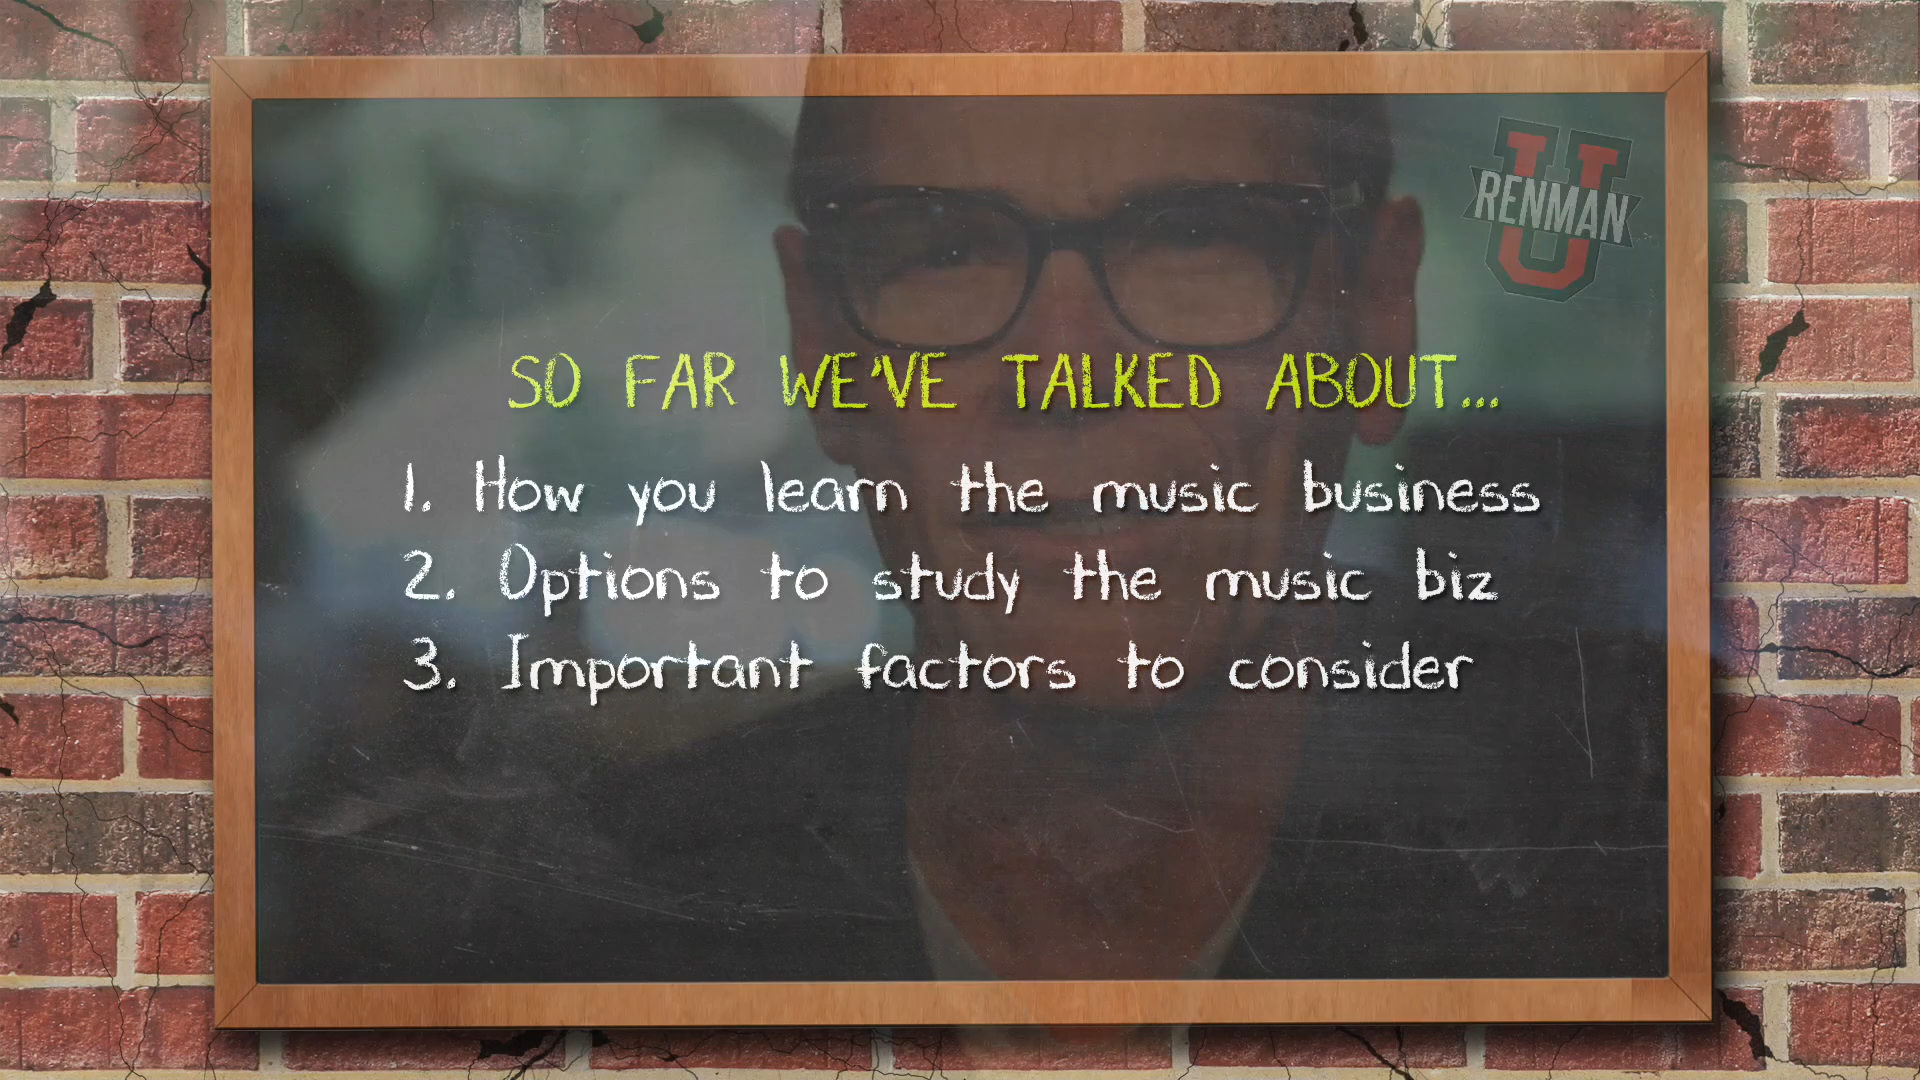 U
RENMAN
SO FAR WE'VE TALKED ABOUT...
1. How you learn the music business
2. Options to study the music biz
3. Important factors to consider